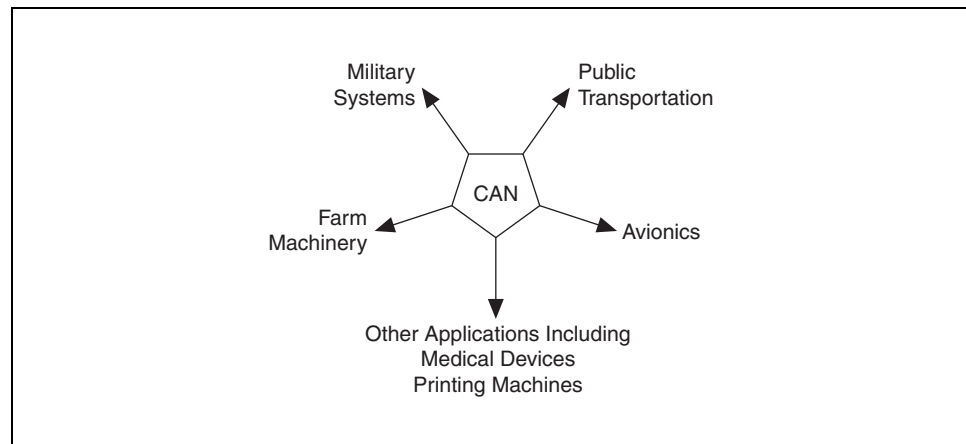 Military
Systems
Public
Transportation
CAN
Farm
Machinery
Avionics
Other Applications Including
Medical Devices
Printing Machines